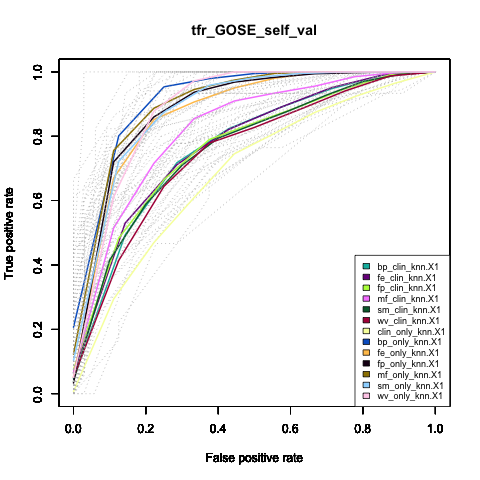 tfr_GOSE_self_val
True positive rate
1.0
0.8
0.6
0.4
0.2
0.0
bp_clin_knn.X1
fe_clin_knn.X1
fp_clin_knn.X1
mf_clin_knn.X1
sm_clin_knn.X1
wv_clin_knn.X1
clin_only_knn.X1
bp_only_knn.X1
fe_only_knn.X1
fp_only_knn.X1
mf_only_knn.X1
sm_only_knn.X1
wv_only_knn.X1
0.0 0.2 0.4 0.6 0.8 1.0
False positive rate